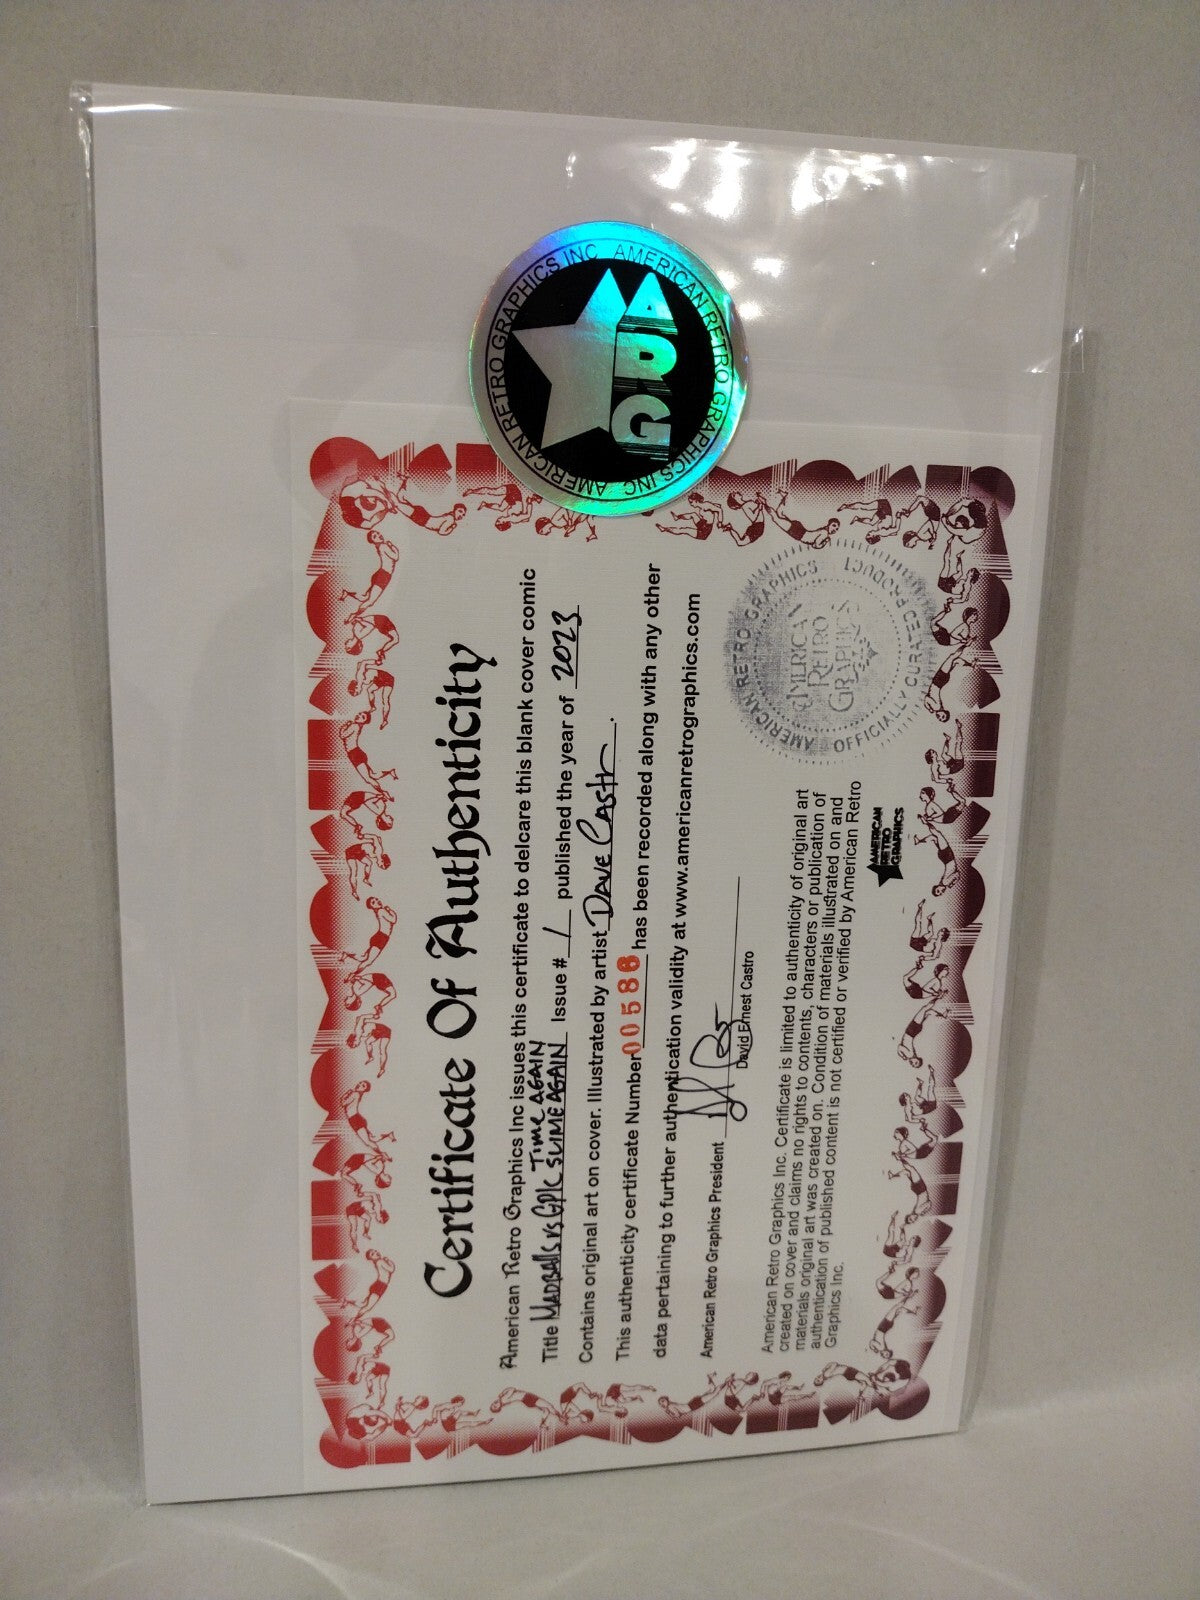 AMERICAN RETRO GRAPHICS INC AMERICAN RETRO GRAPHICS INC
ARG
Certificate Of Authenticity
American Retro Graphics Inc issues this certificate to delcare this blank cover comic
TIME AGAIN
Title MADBALLS VS GPK SLIME AGAIN Issue # 1 published the year of 2023
Contains original art on cover. Illustrated by artist DAVE CASTR.
This authenticity certificate Number 00586 has been recorded along with any other
data pertaining to further authentication validity at www.americanretrographics.com
American Retro Graphics President
David Ernest Castro
AMERICAN RETRO GRAPHICS
OFFICIALLY CURATED PRODUCT
AMERICAN
RETRO
GRAPHICS
American Retro Graphics Inc. Certificate is limited to authenticity of original art
created on cover and claims no rights to contents, characters or publication of
materials original art was created on. Condition of materials illustrated on and
authentication of published content is not certified or verified by American Retro
Graphics Inc.
AMERICAN
RETRO
GRAPHICS